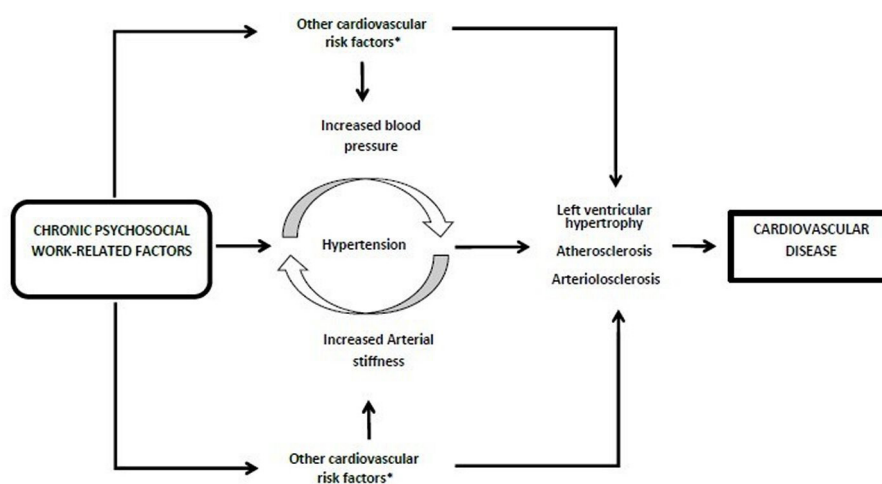 Other cardiovascular
risk factors*
Increased blood
pressure
CHRONIC PSYCHOSOCIAL
WORK-RELATED FACTORS
Hypertension
Left ventricular
hypertrophy
Atherosclerosis
Arteriolosclerosis
CARDIOVASCULAR
DISEASE
Increased Arterial
stiffness
Other cardiovascular
risk factors*